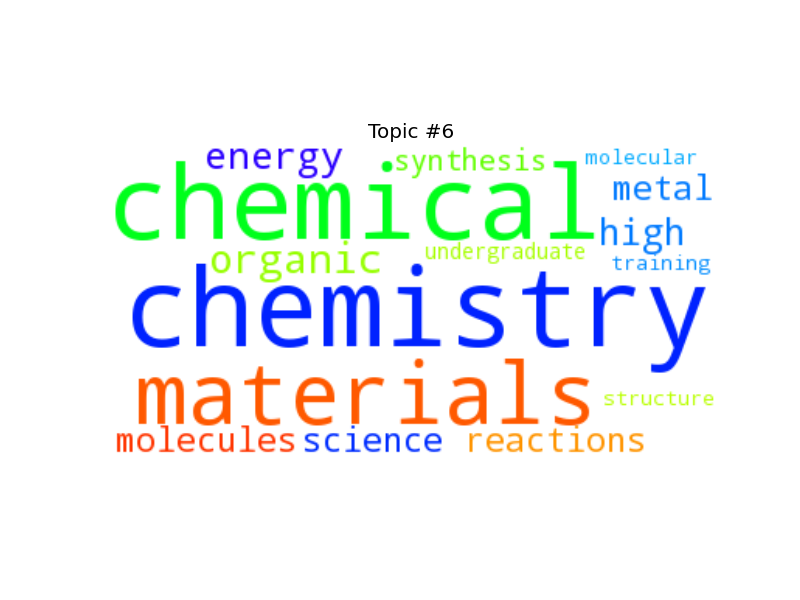 Topic #6
energy synthesis molecular
chemical metal
high
organic undergraduate training
chemistry
materials structure
molecules science reactions